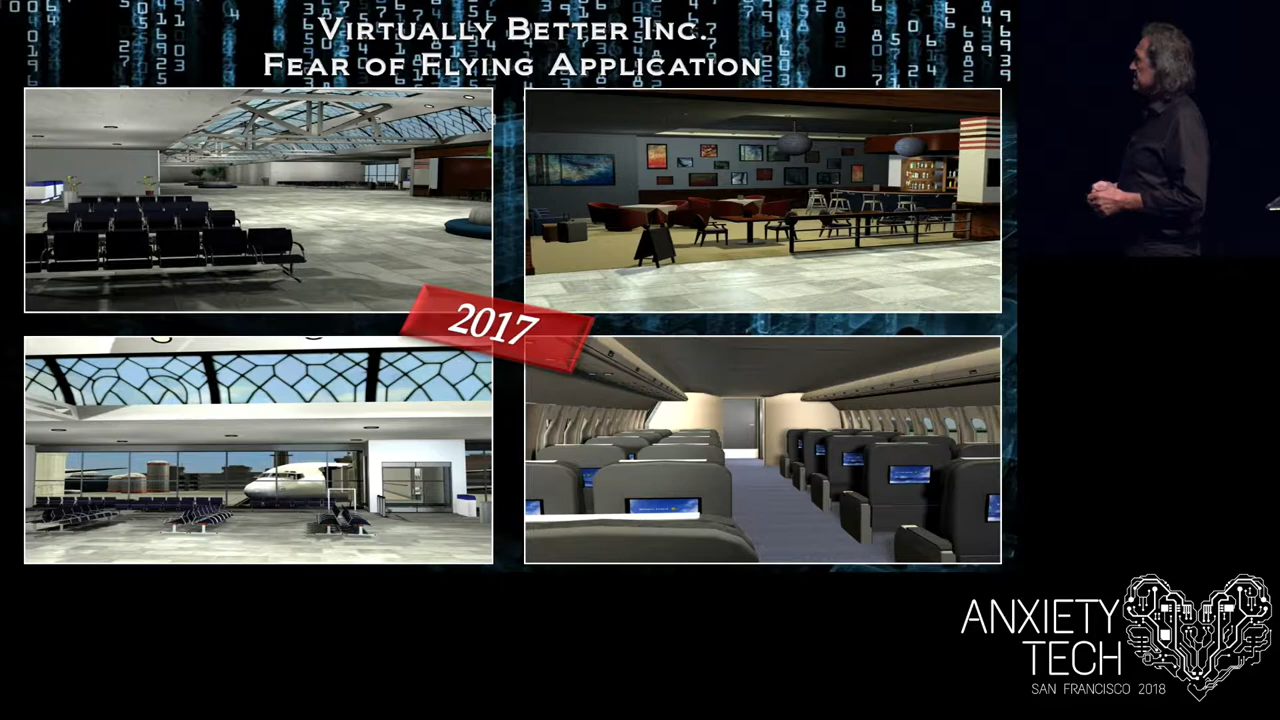 VIRTUALLY BETTER INC.
FEAR OF FLYING APPLICATION
2017
ANXIETY
TECH
SAN FRANCISCO 2018